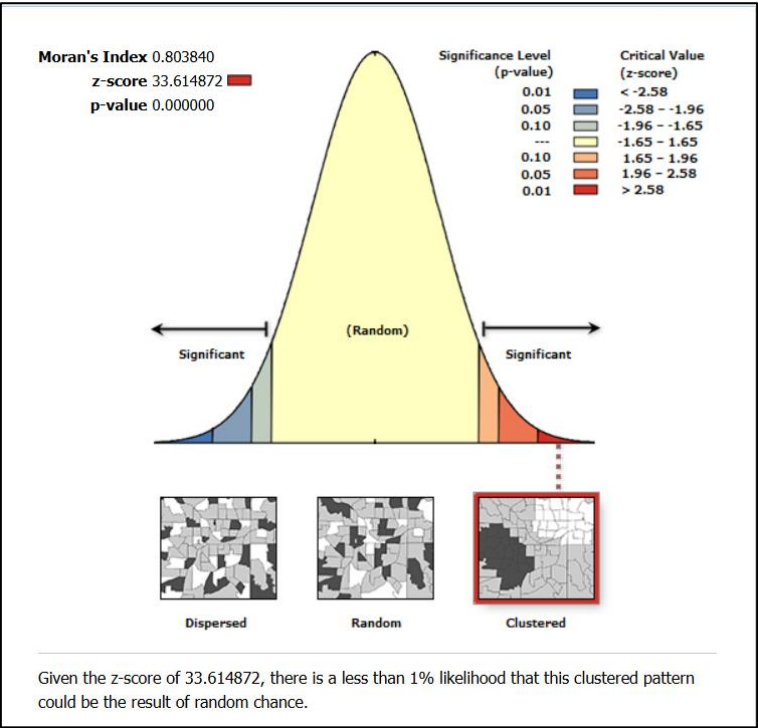 Moran's Index 0.803840
z-score 33.614872
p-value 0.000000
Significance Level
(p-value)
Critical Value
(z-score)
0.01 < -2.58
0.05 -2.58 – -1.96
0.10 -1.96 – -1.65
--- -1.65 – 1.65
0.10 1.65 – 1.96
0.05 1.96 – 2.58
0.01 > 2.58
(Random)
Significant
Significant
Dispersed
Random
Clustered
Given the z-score of 33.614872, there is a less than 1% likelihood that this clustered pattern
could be the result of random chance.